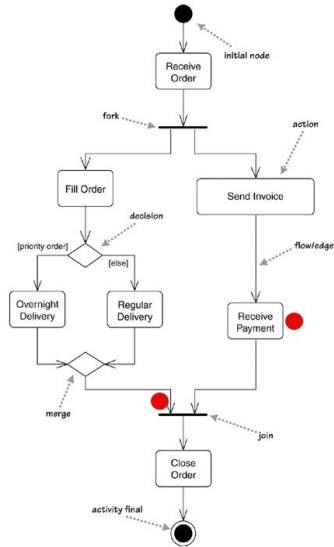 initial node
Receive
Order
fork
action
Fill Order
Send Invoice
decision
[priority order]
[else]
flow/edge
Overnight
Delivery
Regular
Delivery
Receive
Payment
merge
join
Close
Order
activity final